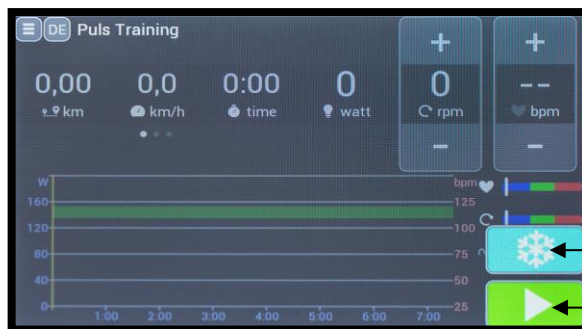 DE Puls Training
+ +
0,00 0,0 0:00 0 0 --
km km/h time watt rpm bpm
- -
W bpm
160 125
120 100
80 75
40 50
0 25
1:00 2:00 3:00 4:00 5:00 6:00 7:00